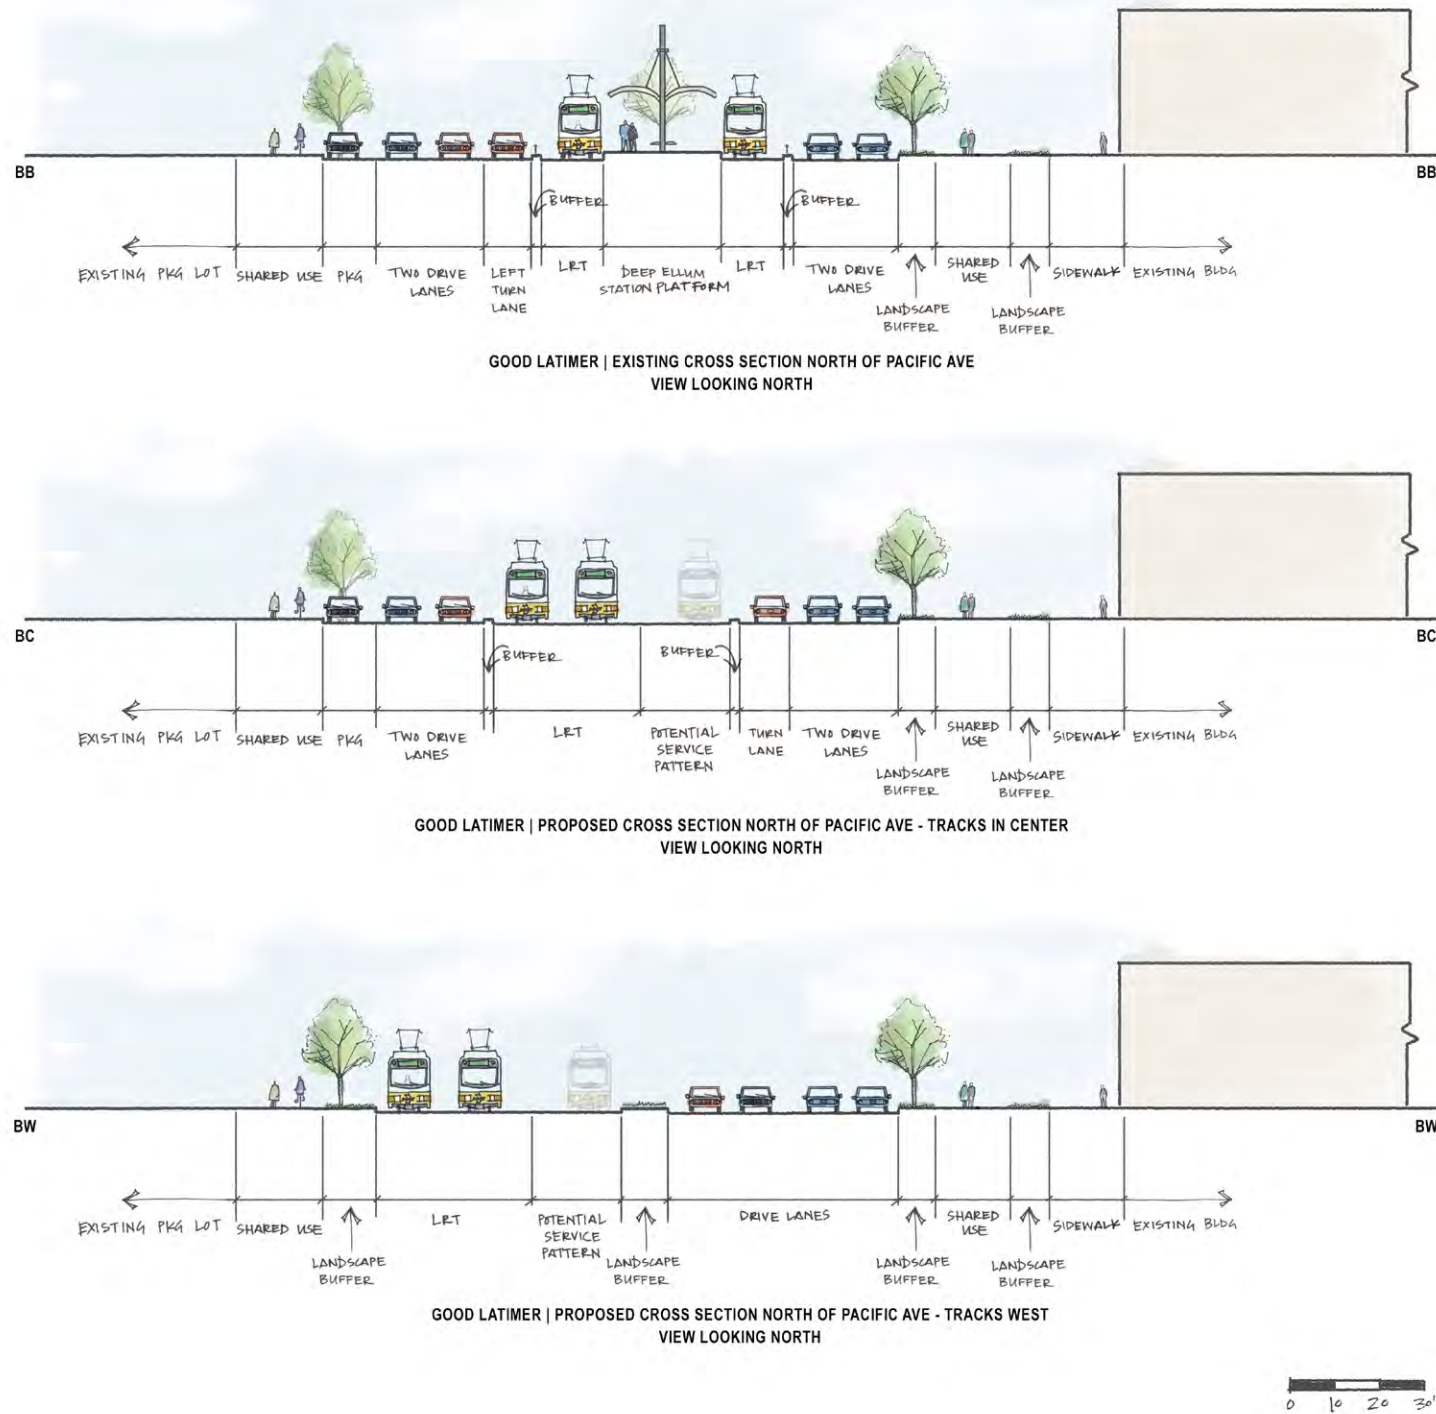 BB
BB
BUFFER
BUFFER
EXISTING PKG LOT
SHARED USE
PKG
TWO DRIVE
LANES
LEFT
TURN
LANE
LRT
DEEP ELLUM
STATION PLATFORM
LRT
TWO DRIVE
LANES
LANDSCAPE
BUFFER
SHARED
USE
LANDSCAPE
BUFFER
SIDEWALK
EXISTING BLDG
GOOD LATIMER | EXISTING CROSS SECTION NORTH OF PACIFIC AVE
VIEW LOOKING NORTH
BC
BC
BUFFER
BUFFER
EXISTING PKG LOT
SHARED USE
PKG
TWO DRIVE
LANES
LRT
POTENTIAL
SERVICE
PATTERN
TURN
LANE
TWO DRIVE
LANES
LANDSCAPE
BUFFER
SHARED
USE
LANDSCAPE
BUFFER
SIDEWALK
EXISTING BLDG
GOOD LATIMER | PROPOSED CROSS SECTION NORTH OF PACIFIC AVE - TRACKS IN CENTER
VIEW LOOKING NORTH
BW
BW
EXISTING PKG LOT
SHARED USE
LANDSCAPE
BUFFER
LRT
POTENTIAL
SERVICE
PATTERN
LANDSCAPE
BUFFER
DRIVE LANES
LANDSCAPE
BUFFER
SHARED
USE
LANDSCAPE
BUFFER
SIDEWALK
EXISTING BLDG
GOOD LATIMER | PROPOSED CROSS SECTION NORTH OF PACIFIC AVE - TRACKS WEST
VIEW LOOKING NORTH
0 10 20 30'